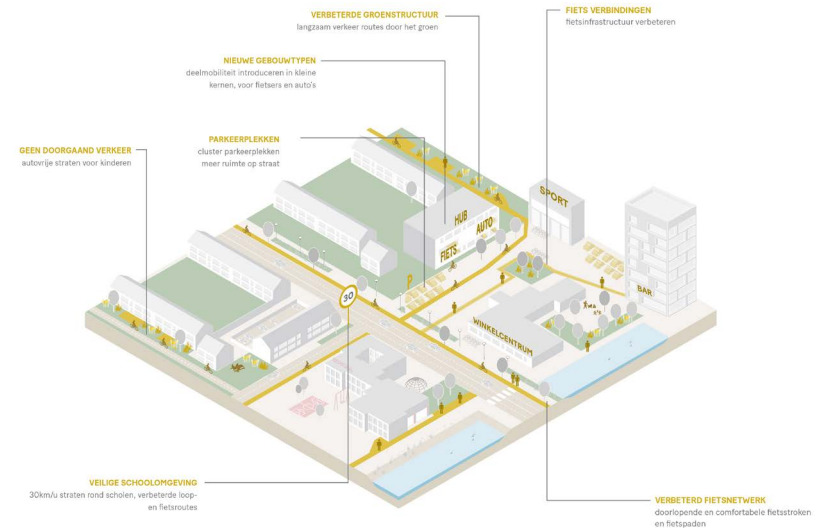 VERBETERDE GROENSTRUCTUUR
langzaam verkeer routes door het groen
FIETS VERBINDINGEN
fietsinfrastructuur verbeteren
NIEUWE GEBOUWTYPEN
deelmobiliteit introduceren in kleine
kernen, voor fietsers en auto's
PARKEERPLEKKEN
cluster parkeerplekken
meer ruimte op straat
GEEN DOORGAAND VERKEER
autovrije straten voor kinderen
SPORT
HUB
AUTO
FIETS
P
BAR
30
WINKELCENTRUM
VEILIGE SCHOOLOMGEVING
30km/u straten rond scholen, verbeterde loop-
en fietsroutes
VERBETERD FIETSNETWERK
doorlopende en comfortabele fietsstroken
en fietspaden